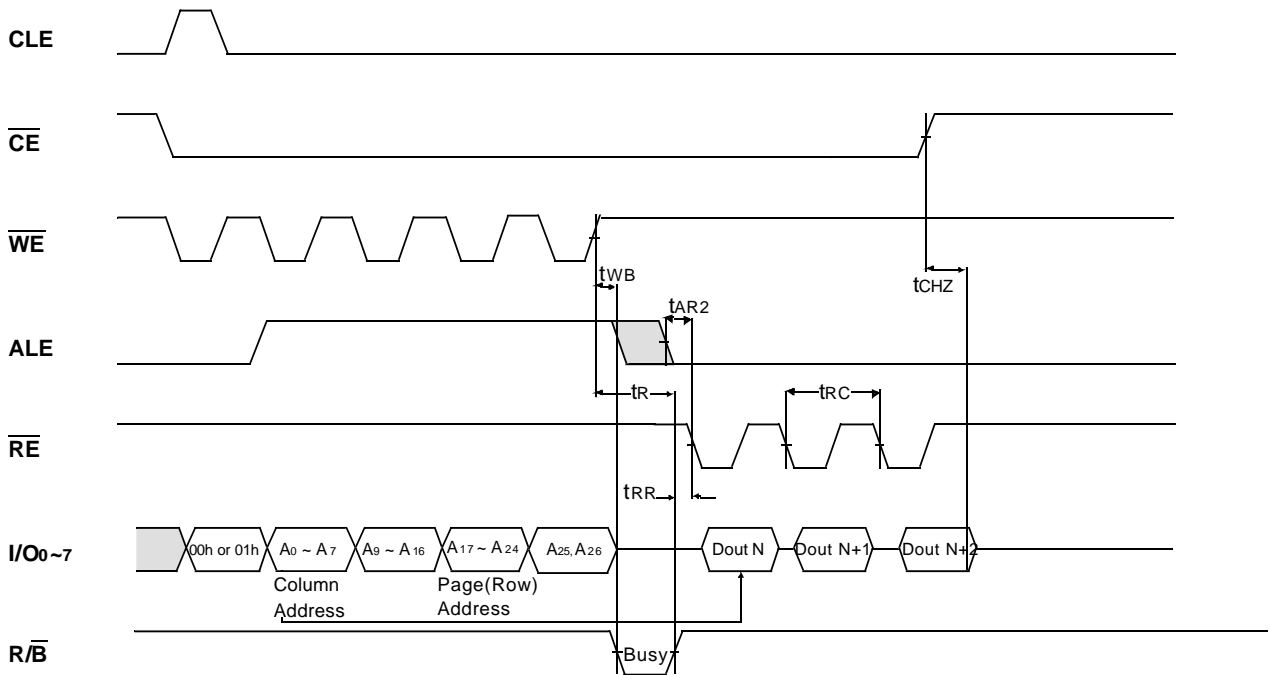 CLE
CE
WE
tWB
tCHZ
tAR2
ALE
tR
tRC
RE
tRR
I/O0~7
00h or 01h A0 ~ A7 A9 ~ A16 A17 ~ A24 A25, A26 Dout N Dout N+1 Dout N+2
Column Address
Page(Row) Address
R/B
Busy